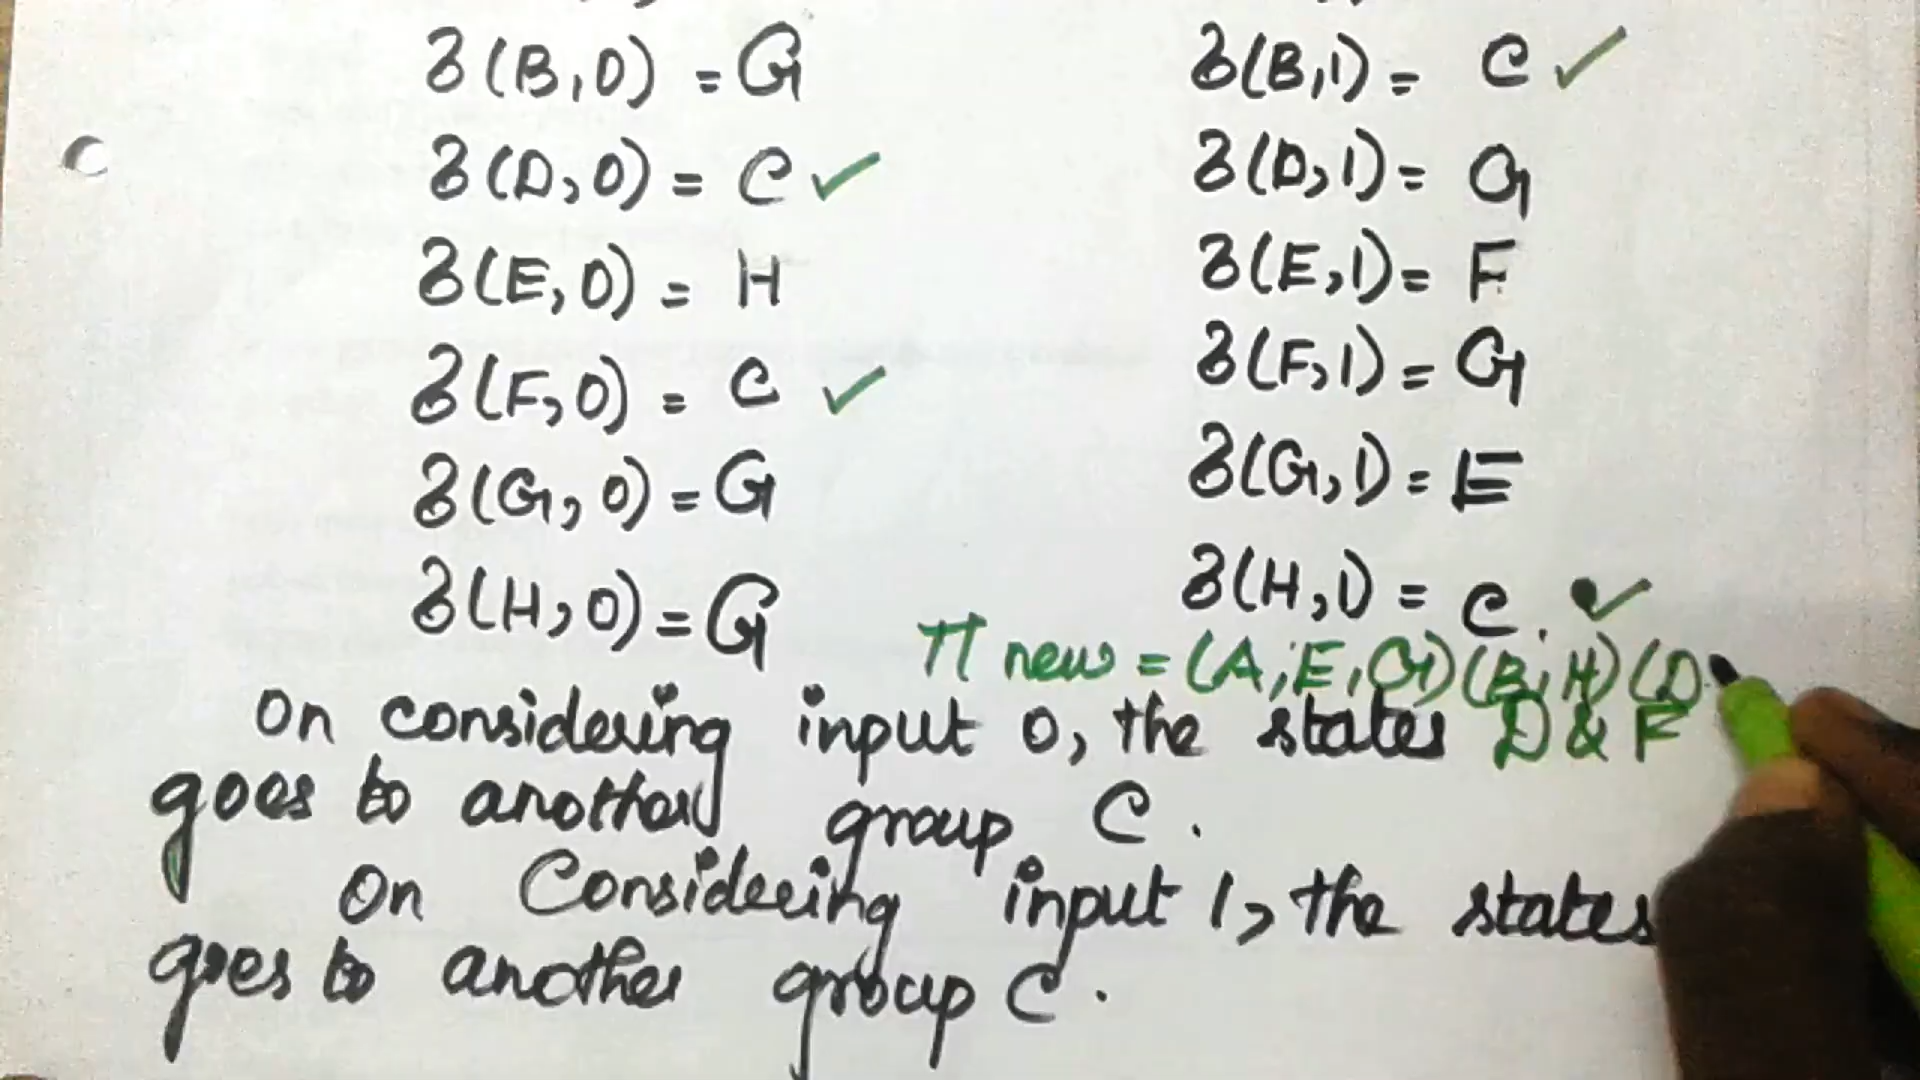 δ(B,0) = G δ(B,1) = C ✓
δ(D,0) = C ✓ δ(D,1) = G
δ(E,0) = H δ(E,1) = F
δ(F,0) = C ✓ δ(F,1) = G
δ(G,0) = G δ(G,1) = E
δ(H,0) = G δ(H,1) = C. ✓
Π new = (A,E,G)(B,H)(D
On considering input 0, the states D & F
goes to another group C.
On Considering input 1, the states
goes to another group C.